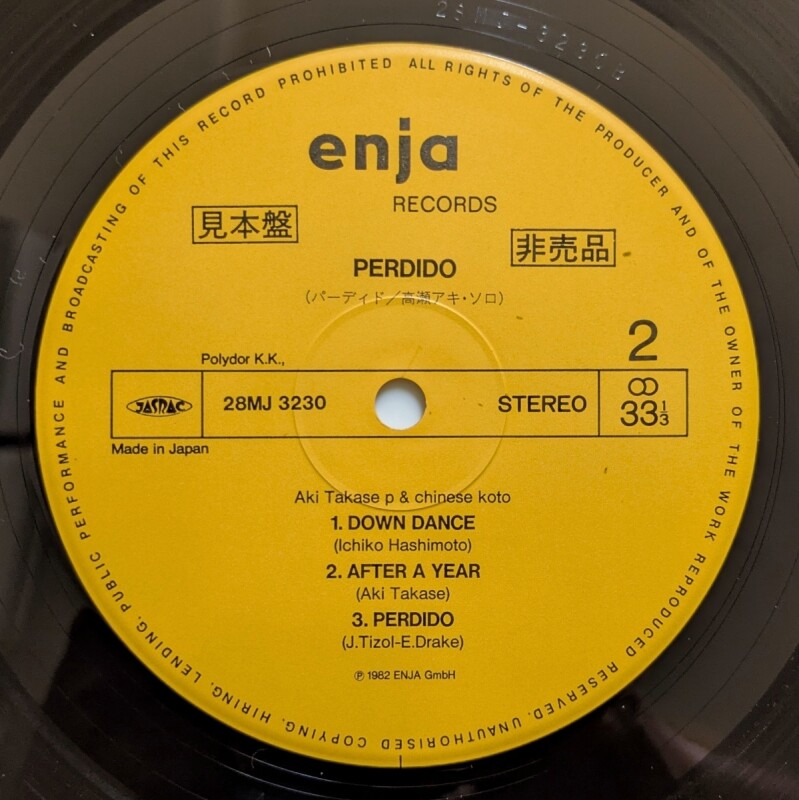 28MJ-3230B
ALL RIGHTS OF THE PRODUCER AND OF THE OWNER OF THE WORK REPRODUCED RESERVED. UNAUTHORISED COPYING, HIRING, LENDING, PUBLIC PERFORMANCE AND BROADCASTING OF THIS RECORD PROHIBITED
enja
RECORDS
見本盤
非売品
PERDIDO
(パーディド/高瀬アキ・ソロ)
2
Polydor K.K.,
JASRAC
28MJ 3230
STEREO
33 1/3
Made in Japan
Aki Takase p & chinese koto
1. DOWN DANCE
(Ichiko Hashimoto)
2. AFTER A YEAR
(Aki Takase)
3. PERDIDO
(J.Tizol-E.Drake)
℗ 1982 ENJA GmbH